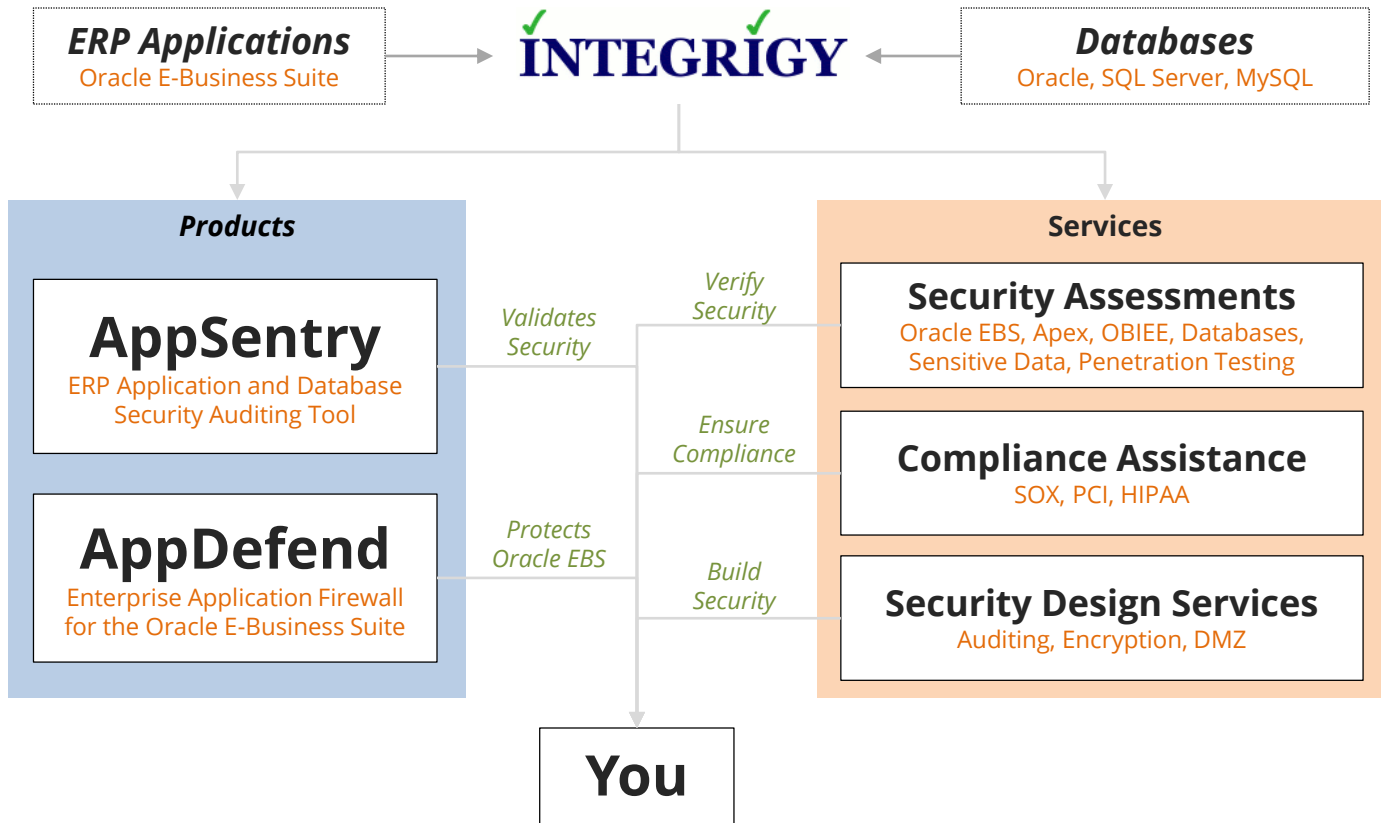 ERP Applications
Oracle E-Business Suite
INTEGRIGY
Databases
Oracle, SQL Server, MySQL
Products
AppSentry
ERP Application and Database
Security Auditing Tool
AppDefend
Enterprise Application Firewall
for the Oracle E-Business Suite
Validates
Security
Protects
Oracle EBS
Verify
Security
Ensure
Compliance
Build
Security
Services
Security Assessments
Oracle EBS, Apex, OBIEE, Databases,
Sensitive Data, Penetration Testing
Compliance Assistance
SOX, PCI, HIPAA
Security Design Services
Auditing, Encryption, DMZ
You